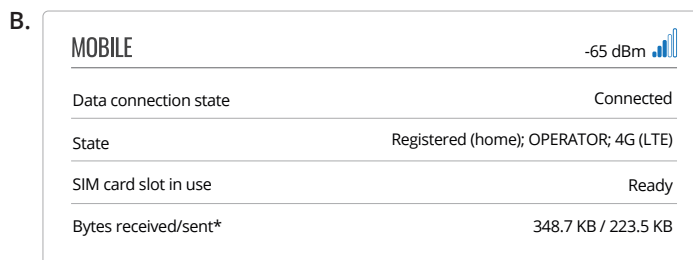 B.
MOBILE -65 dBm
Data connection state Connected
State Registered (home); OPERATOR; 4G (LTE)
SIM card slot in use Ready
Bytes received/sent* 348.7 KB / 223.5 KB